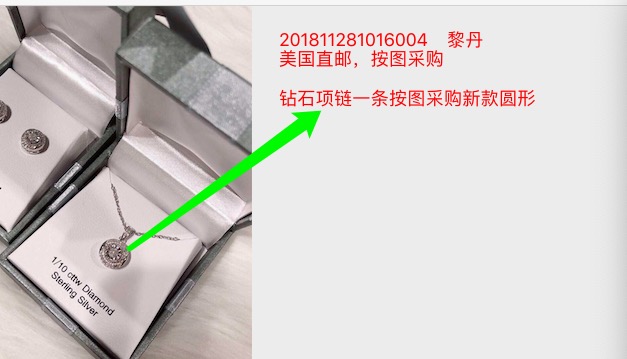 201811281016004 黎丹
美国直邮，按图采购
钻石项链一条按图采购新款圆形
1/10 cttw Diamond
Sterling Silver